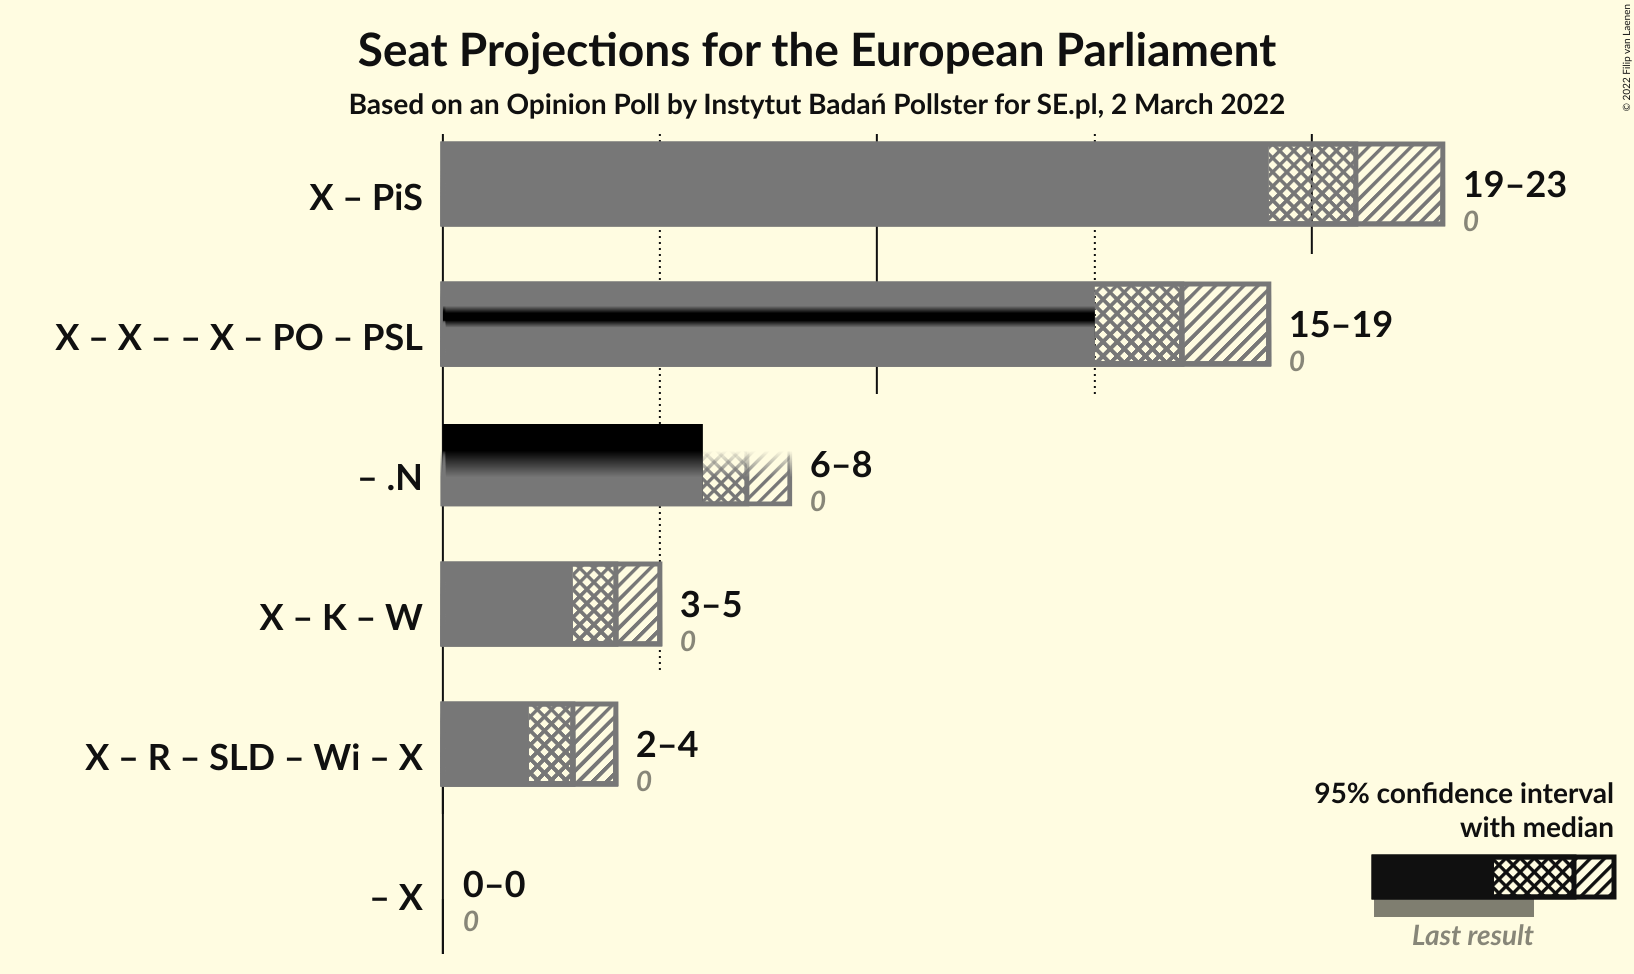 Seat Projections for the European Parliament
Based on an Opinion Poll by Instytut Badań Pollster for SE.pl, 2 March 2022
© 2022 Filip van Laenen
X – PiS
19–23
0
X – X – – X – PO – PSL
15–19
0
– .N
6–8
0
X – K – W
3–5
0
X – R – SLD – Wi – X
2–4
0
– X
0–0
0
95% confidence interval
with median
Last result